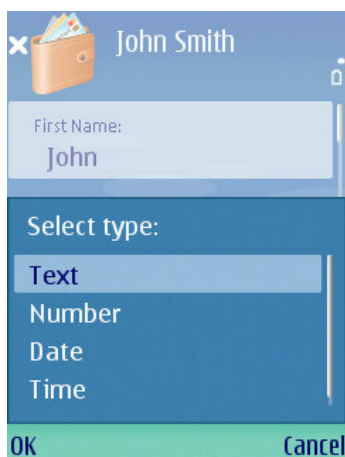 John Smith
First Name:
John
Select type:
Text
Number
Date
Time
OK Cancel